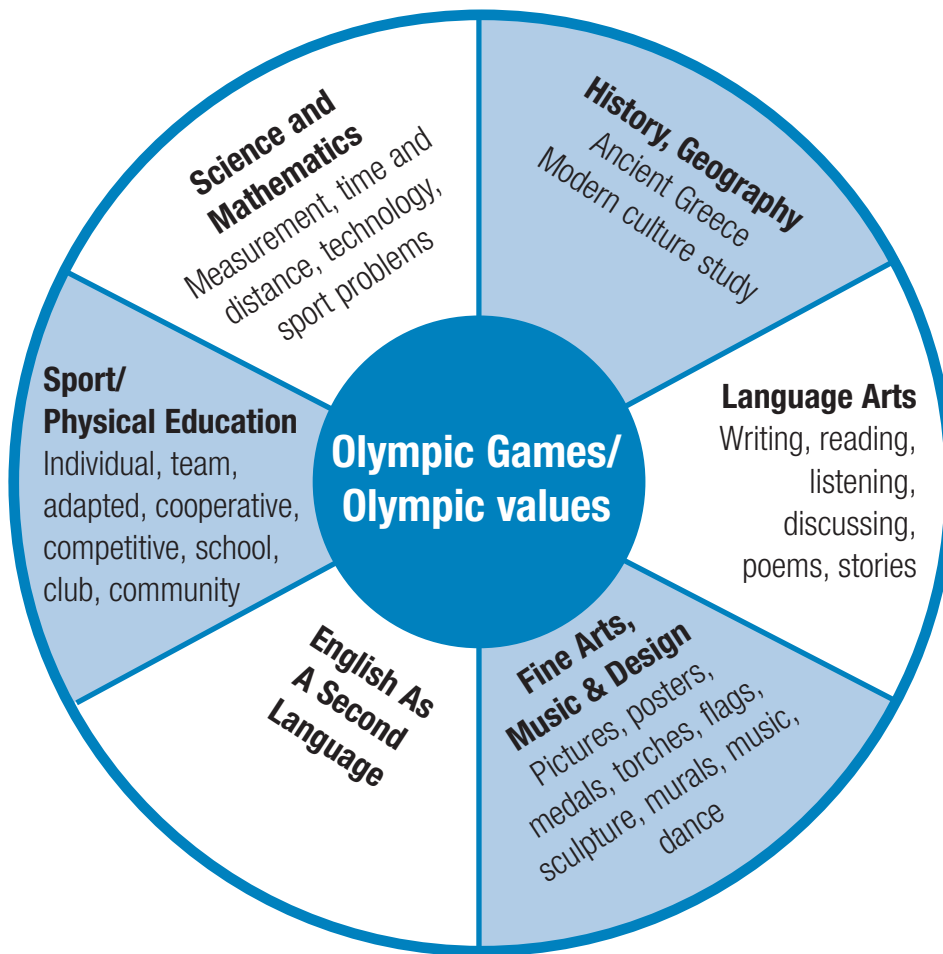 Science and
Mathematics
Measurement, time and
distance, technology,
sport problems
History, Geography
Ancient Greece
Modern culture study
Sport/
Physical Education
Individual, team,
adapted, cooperative,
competitive, school,
club, community
Olympic Games/
Olympic values
Language Arts
Writing, reading,
listening,
discussing,
poems, stories
English As
A Second
Language
Fine Arts,
Music & Design
Pictures, posters,
medals, torches, flags,
sculpture, murals, music,
dance